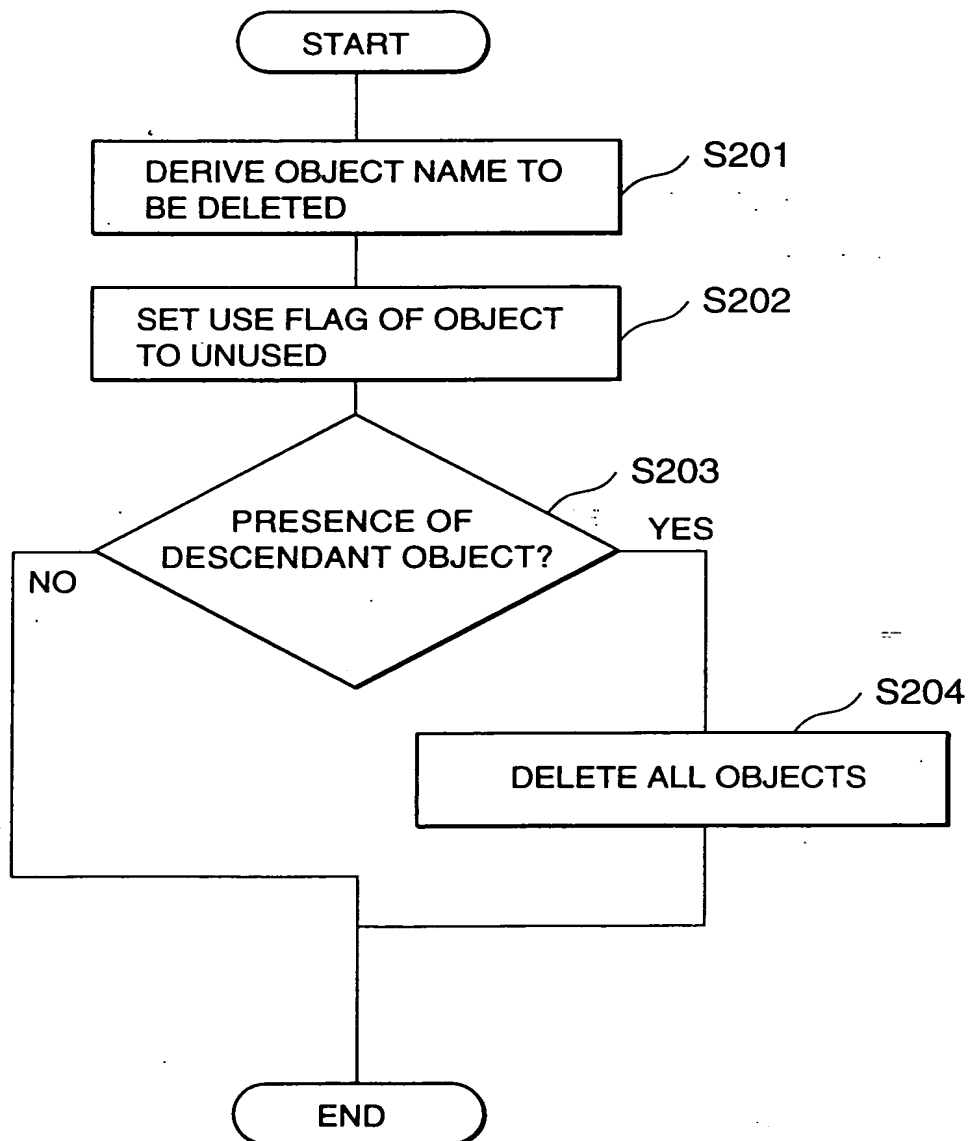 START
DERIVE OBJECT NAME TO
BE DELETED
S201
SET USE FLAG OF OBJECT
TO UNUSED
S202
PRESENCE OF
DESCENDANT OBJECT?
S203
YES
NO
S204
DELETE ALL OBJECTS
END